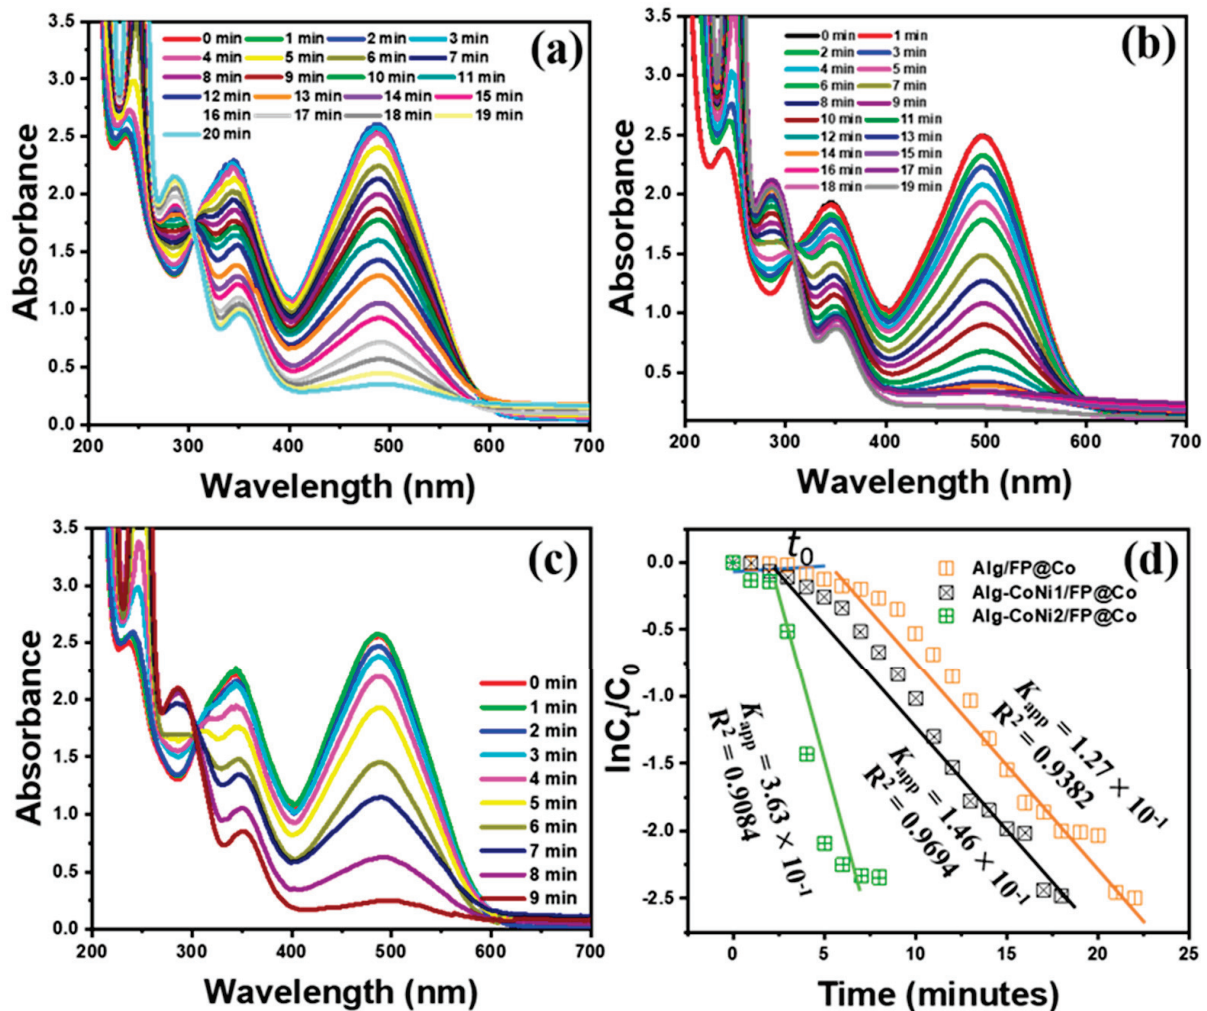 (a)
0 min 1 min 2 min 3 min
4 min 5 min 6 min 7 min
8 min 9 min 10 min 11 min
12 min 13 min 14 min 15 min
16 min 17 min 18 min 19 min
20 min
3.5
3.0
2.5
2.0
1.5
1.0
0.5
0.0
200 300 400 500 600 700
Absorbance
Wavelength (nm)
(b)
0 min 1 min
2 min 3 min
4 min 5 min
6 min 7 min
8 min 9 min
10 min 11 min
12 min 13 min
14 min 15 min
16 min 17 min
18 min 19 min
3.5
3.0
2.5
2.0
1.5
1.0
0.5
200 300 400 500 600 700
Absorbance
Wavelength (nm)
(c)
0 min
1 min
2 min
3 min
4 min
5 min
6 min
7 min
8 min
9 min
3.5
3.0
2.5
2.0
1.5
1.0
0.5
0.0
200 300 400 500 600 700
Absorbance
Wavelength (nm)
(d)
t₀
Alg/FP@Co
Alg-CoNi1/FP@Co
Alg-CoNi2/FP@Co
0.0
-0.5
-1.0
-1.5
-2.0
-2.5
0 5 10 15 20 25
lnCₜ/C₀
Time (minutes)
K_app = 3.63 × 10⁻¹
R² = 0.9084
K_app = 1.46 × 10⁻¹
R² = 0.9694
K_app = 1.27 × 10⁻¹
R² = 0.9382